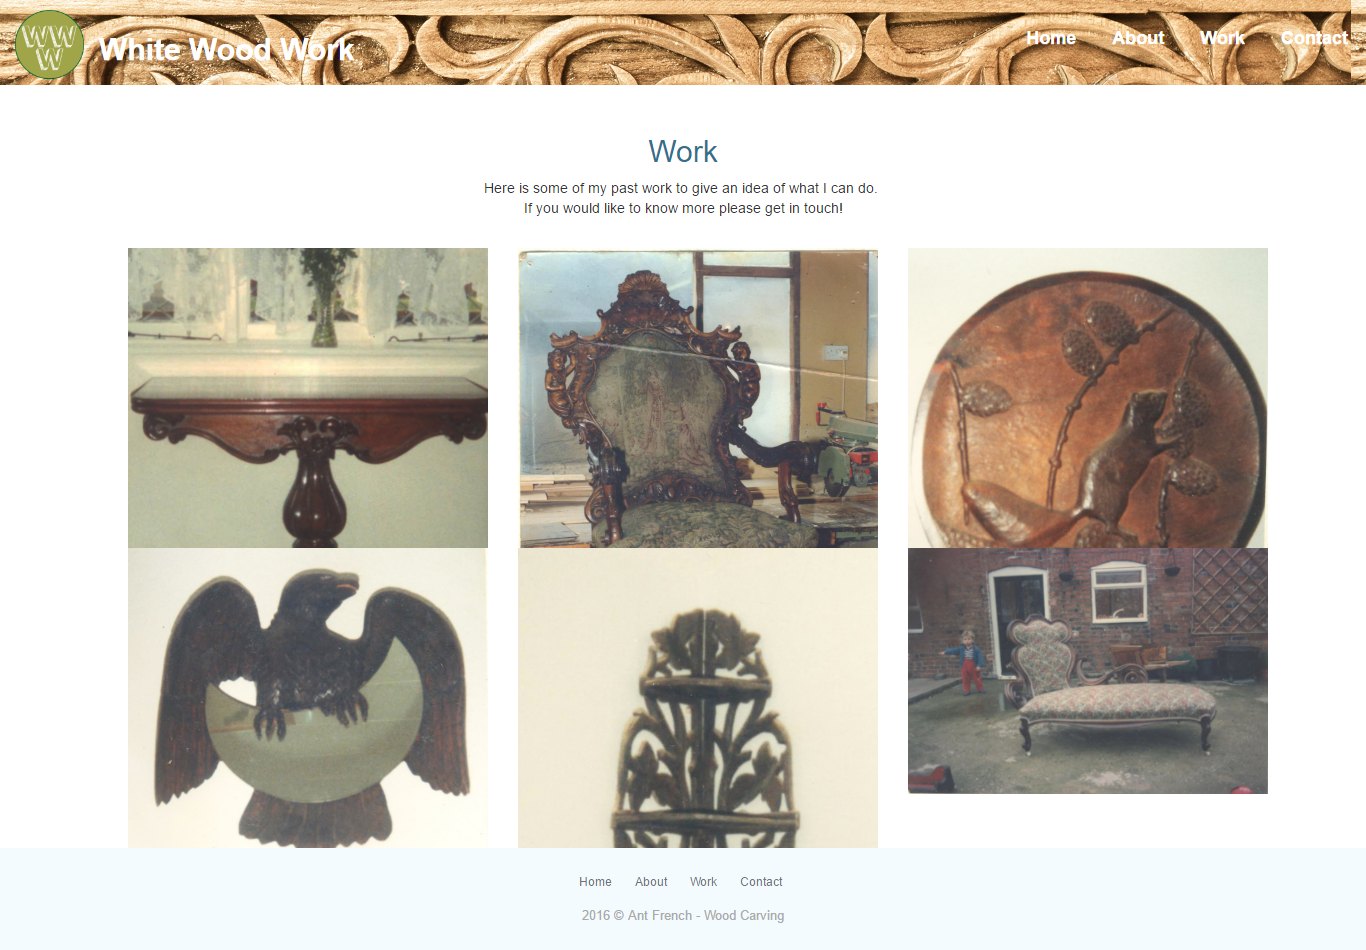 WW
W
White Wood Work
Home About Work Contact
Work
Here is some of my past work to give an idea of what I can do.
If you would like to know more please get in touch!
Home About Work Contact
2016 © Ant French - Wood Carving